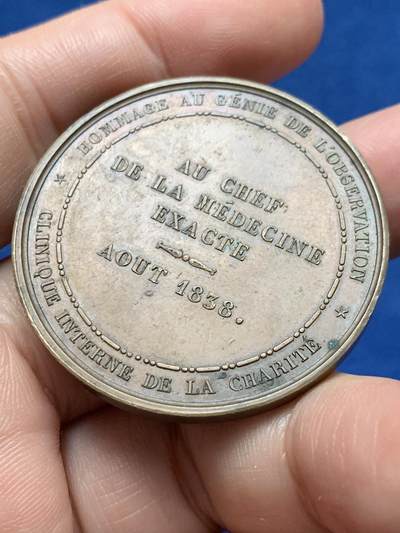 HOMMAGE AU GÉNIE DE L'OBSERVATION
AU CHEF
DE LA MÉDECINE
EXACTE
AOUT 1838.
CLINIQUE INTERNE DE LA CHARITÉ